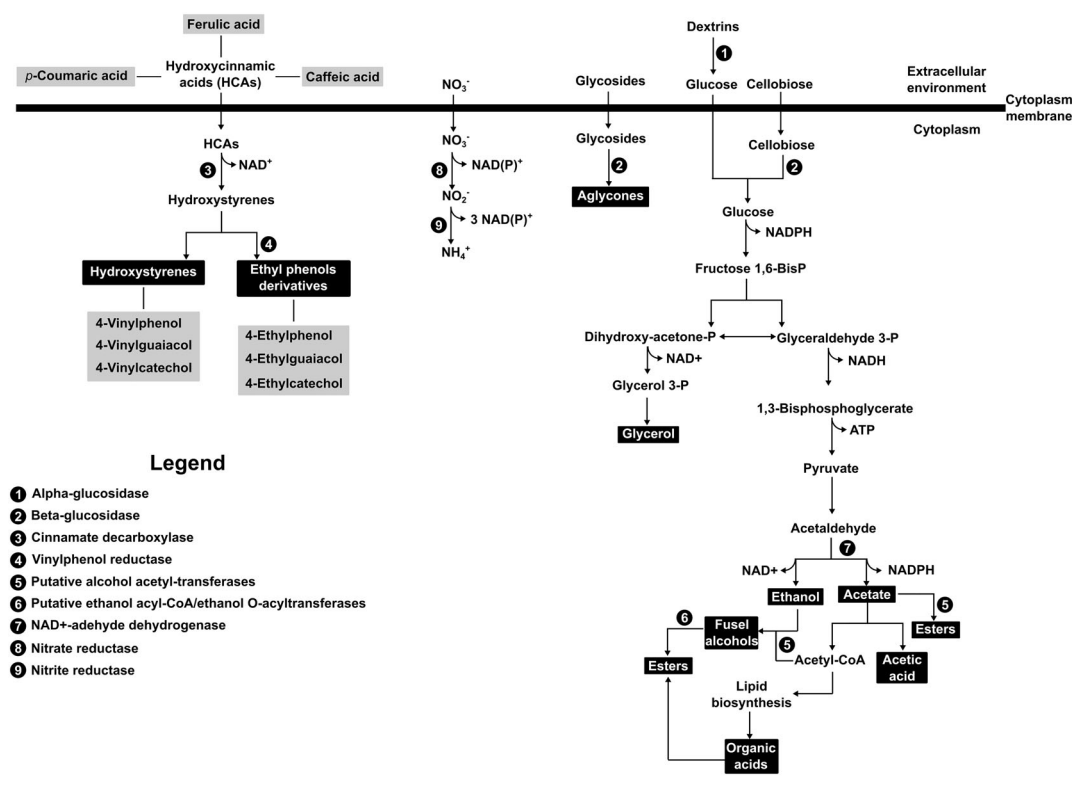 Ferulic acid
Dextrins
p-Coumaric acid
Hydroxycinnamic
acids (HCAs)
Caffeic acid
1
NO3-
Glycosides
Glucose
Cellobiose
Extracellular
environment
Cytoplasm
membrane
Cytoplasm
HCAs
3
NAD+
Hydroxystyrenes
4
Hydroxystyrenes
Ethyl phenols
derivatives
4-Vinylphenol
4-Vinylguaiacol
4-Vinylcatechol
4-Ethylphenol
4-Ethylguaiacol
4-Ethylcatechol
NO3-
8
NAD(P)+
NO2-
9
3 NAD(P)+
NH4+
Glycosides
2
Aglycones
Cellobiose
2
Glucose
NADPH
Fructose 1,6-BisP
Dihydroxy-acetone-P
Glyceraldehyde 3-P
NAD+
NADH
Glycerol 3-P
Glycerol
1,3-Bisphosphoglycerate
ATP
Pyruvate
Acetaldehyde
7
NAD+
NADPH
Ethanol
Acetate
5
Esters
6
Fusel
alcohols
5
Esters
Acetyl-CoA
Acetic
acid
Lipid
biosynthesis
Organic
acids
Legend
1 Alpha-glucosidase
2 Beta-glucosidase
3 Cinnamate decarboxylase
4 Vinylphenol reductase
5 Putative alcohol acetyl-transferases
6 Putative ethanol acyl-CoA/ethanol O-acyltransferases
7 NAD+-adehyde dehydrogenase
8 Nitrate reductase
9 Nitrite reductase